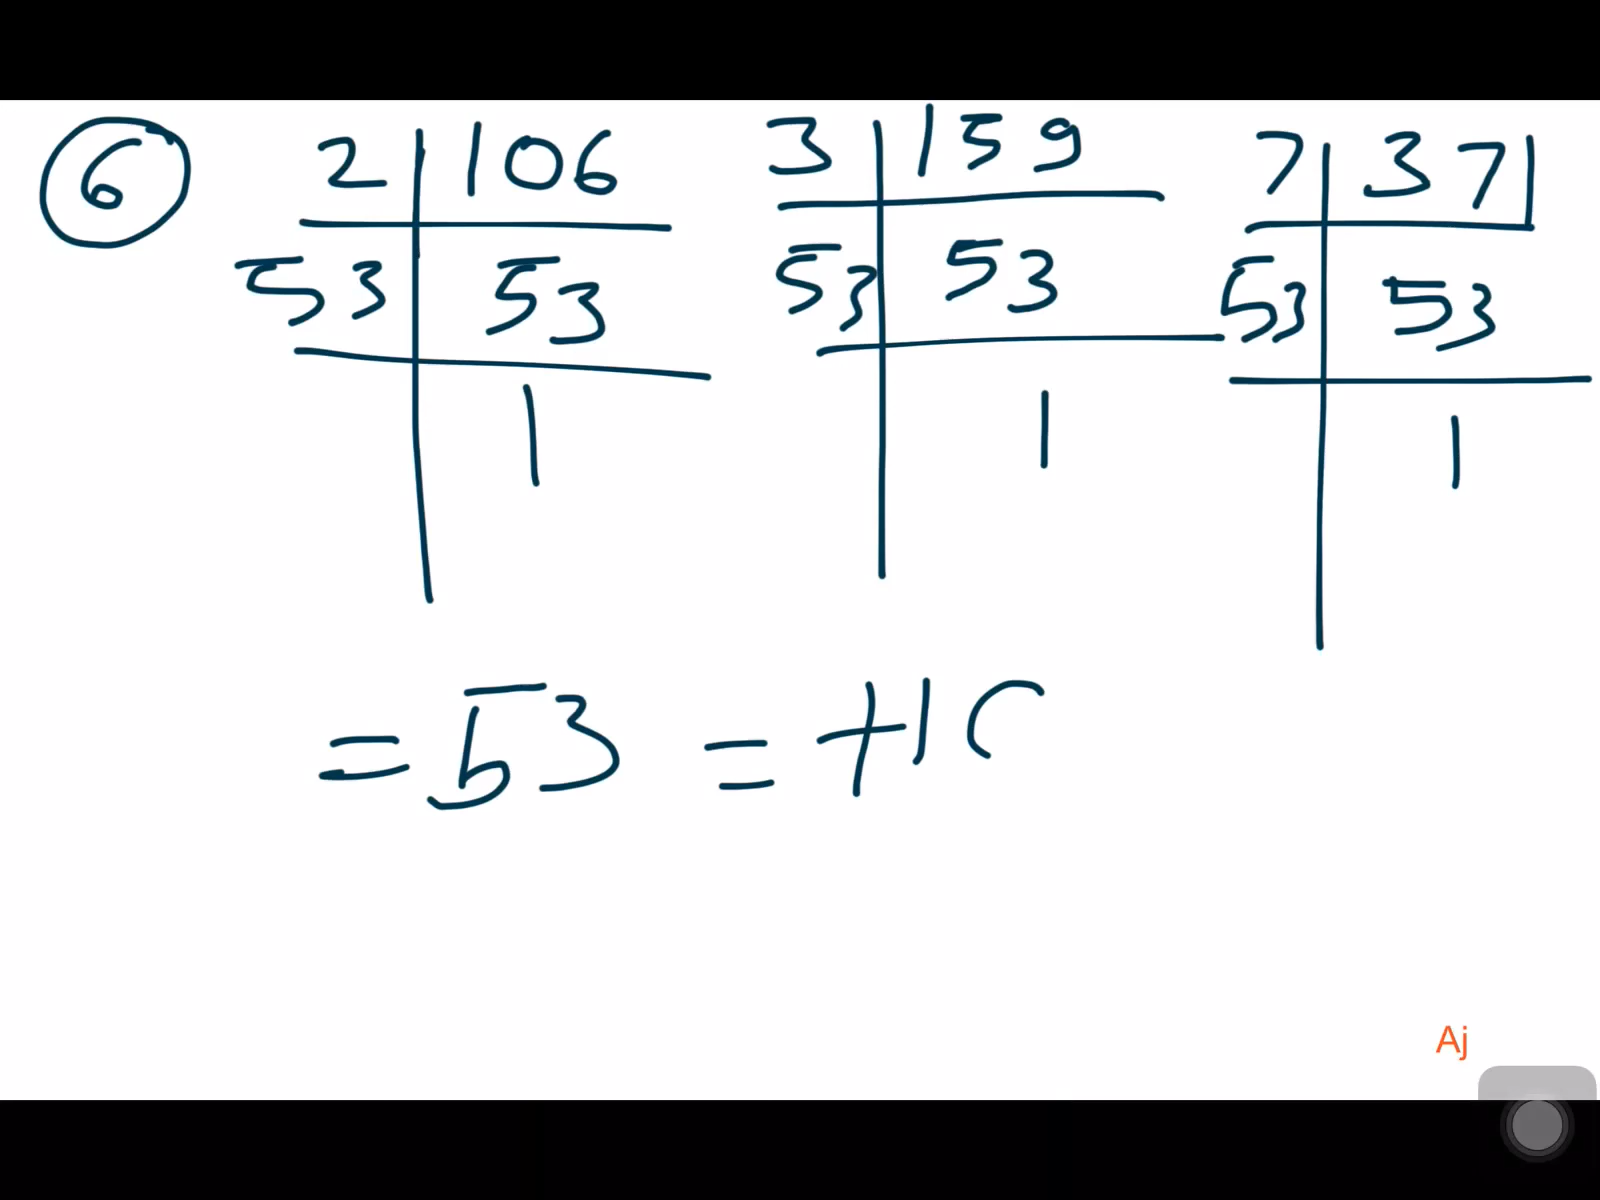 6 2 | 106 3 | 159 7 | 371
53 | 53 53 | 53 53 | 53
1 1 1
= 53 = H C
Aj